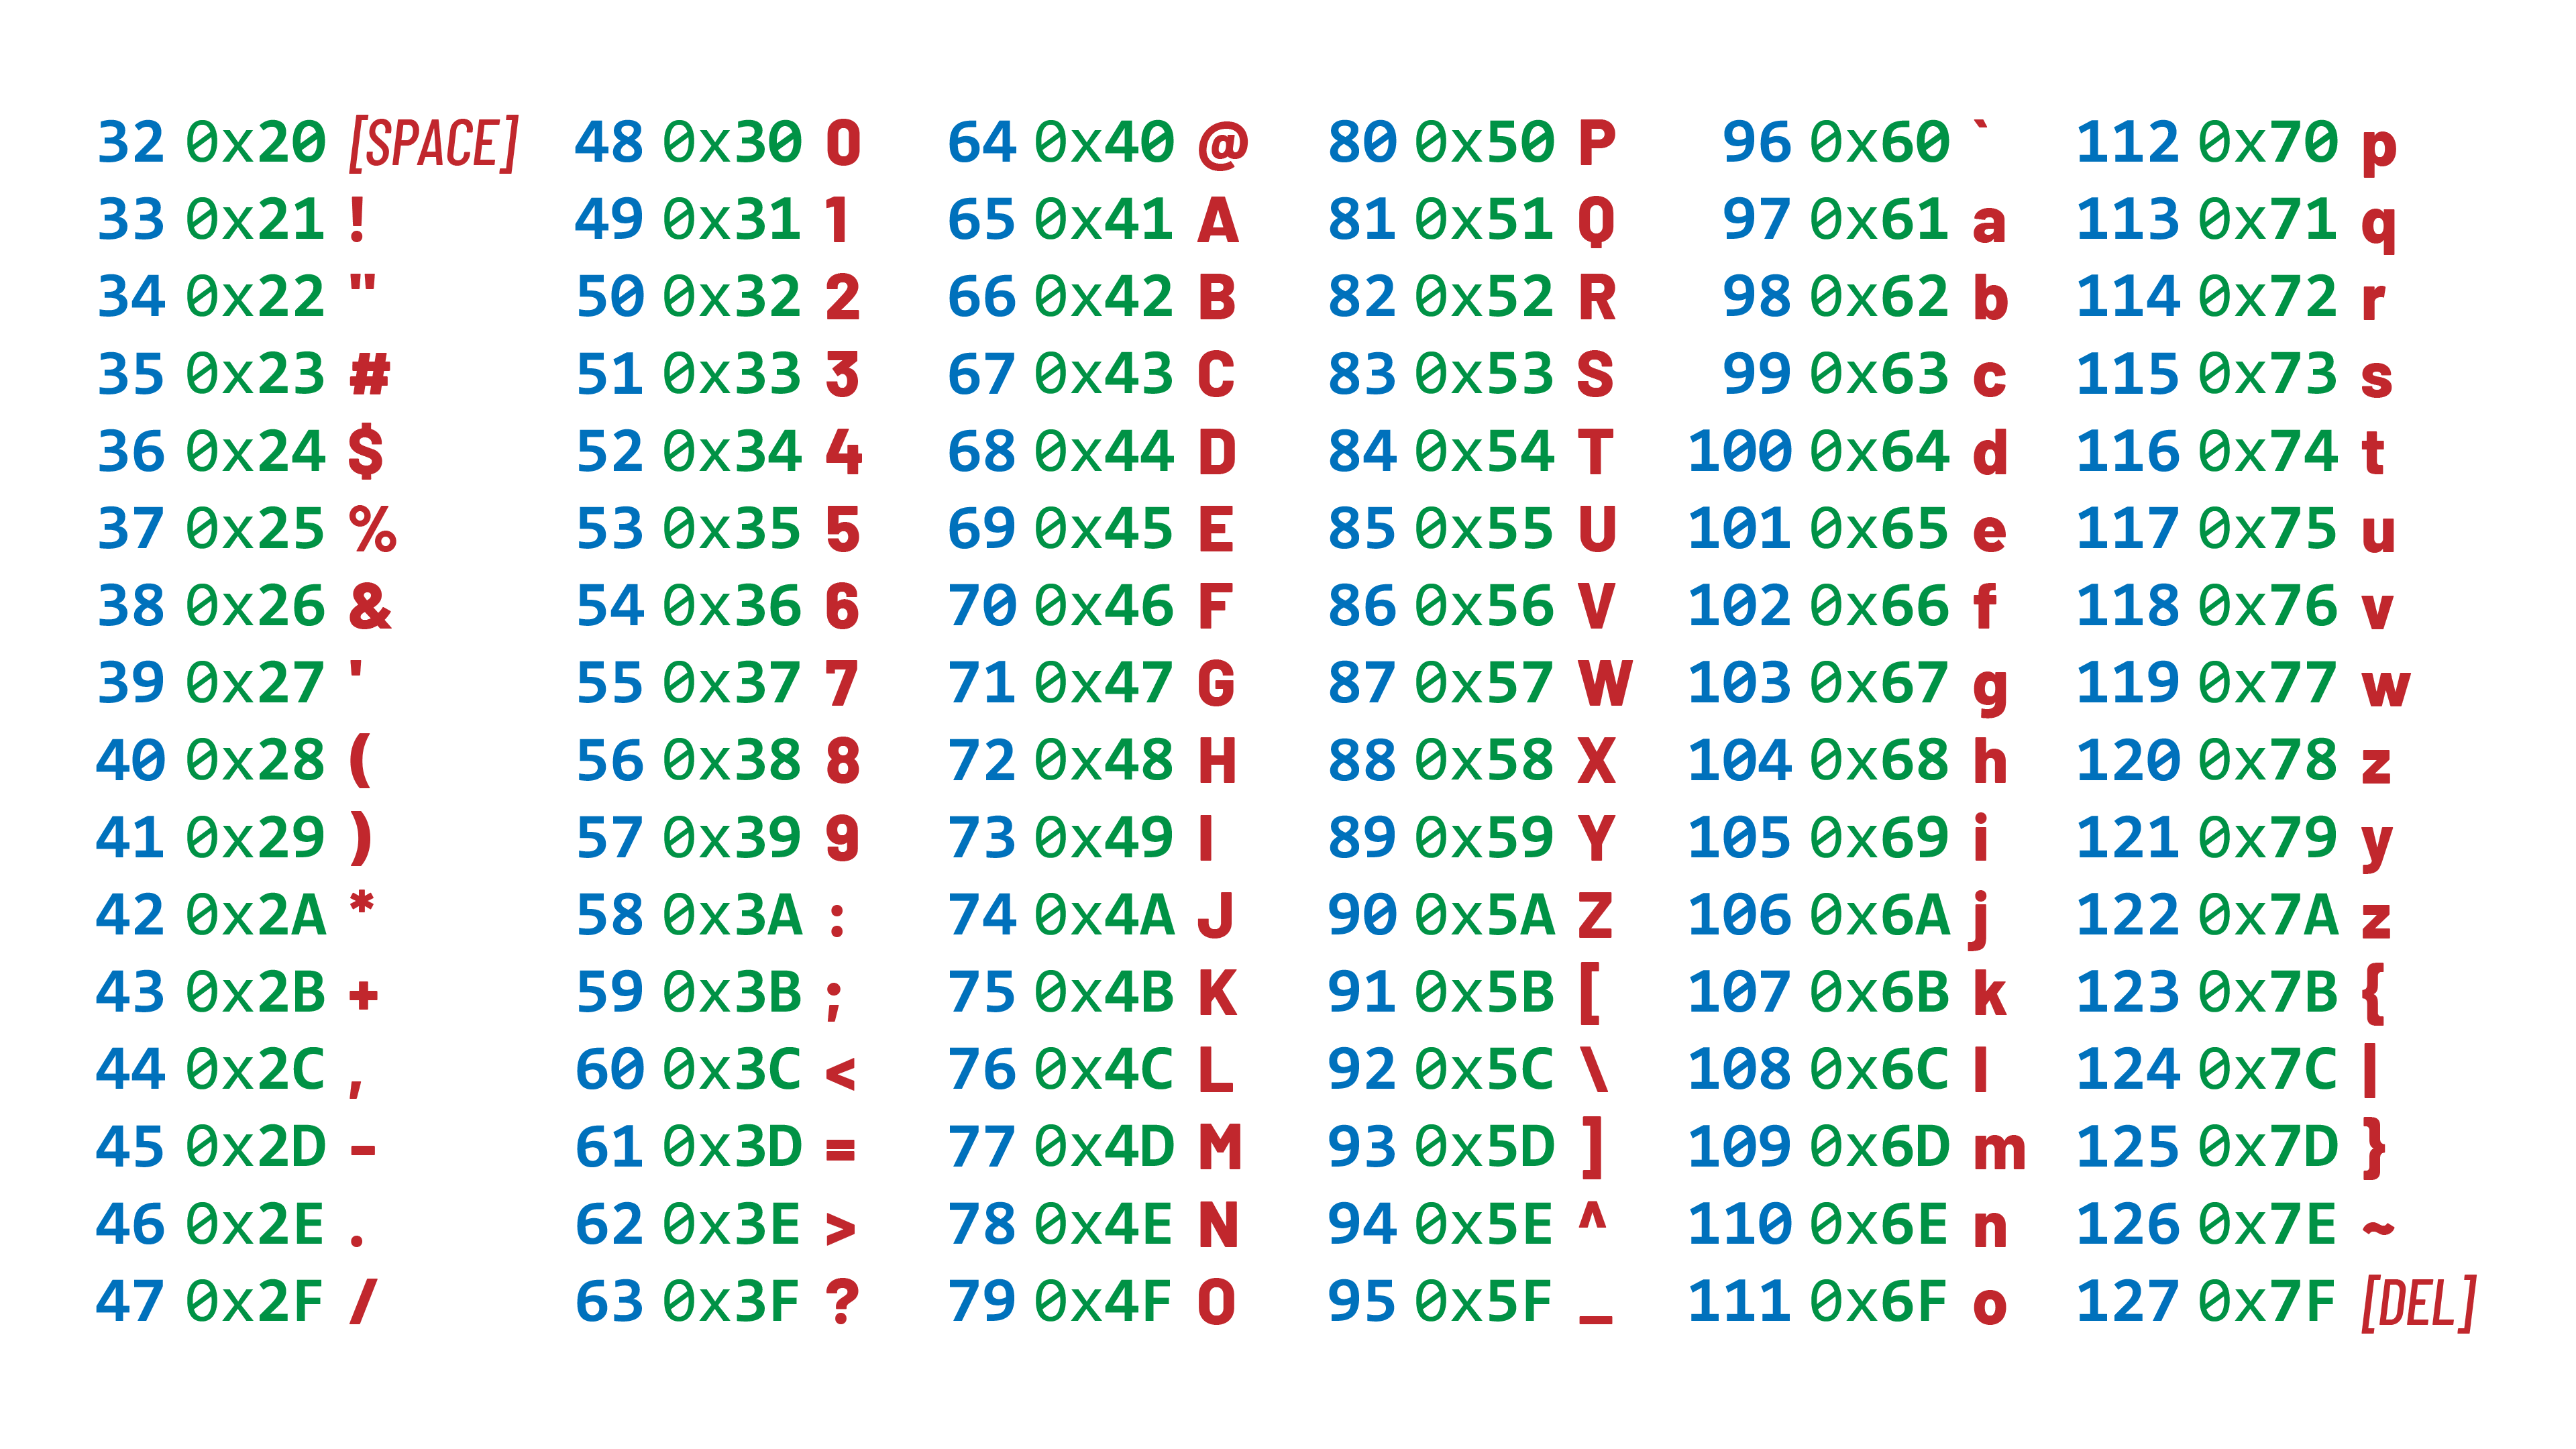 32 0x20 [SPACE] 48 0x30 0 64 0x40 @ 80 0x50 P 96 0x60 ` 112 0x70 p
33 0x21 ! 49 0x31 1 65 0x41 A 81 0x51 Q 97 0x61 a 113 0x71 q
34 0x22 " 50 0x32 2 66 0x42 B 82 0x52 R 98 0x62 b 114 0x72 r
35 0x23 # 51 0x33 3 67 0x43 C 83 0x53 S 99 0x63 c 115 0x73 s
36 0x24 $ 52 0x34 4 68 0x44 D 84 0x54 T 100 0x64 d 116 0x74 t
37 0x25 % 53 0x35 5 69 0x45 E 85 0x55 U 101 0x65 e 117 0x75 u
38 0x26 & 54 0x36 6 70 0x46 F 86 0x56 V 102 0x66 f 118 0x76 v
39 0x27 ' 55 0x37 7 71 0x47 G 87 0x57 W 103 0x67 g 119 0x77 w
40 0x28 ( 56 0x38 8 72 0x48 H 88 0x58 X 104 0x68 h 120 0x78 z
41 0x29 ) 57 0x39 9 73 0x49 I 89 0x59 Y 105 0x69 i 121 0x79 y
42 0x2A * 58 0x3A : 74 0x4A J 90 0x5A Z 106 0x6A j 122 0x7A z
43 0x2B + 59 0x3B ; 75 0x4B K 91 0x5B [ 107 0x6B k 123 0x7B {
44 0x2C , 60 0x3C < 76 0x4C L 92 0x5C \ 108 0x6C l 124 0x7C |
45 0x2D - 61 0x3D = 77 0x4D M 93 0x5D ] 109 0x6D m 125 0x7D }
46 0x2E . 62 0x3E > 78 0x4E N 94 0x5E ^ 110 0x6E n 126 0x7E ~
47 0x2F / 63 0x3F ? 79 0x4F O 95 0x5F _ 111 0x6F o 127 0x7F [DEL]